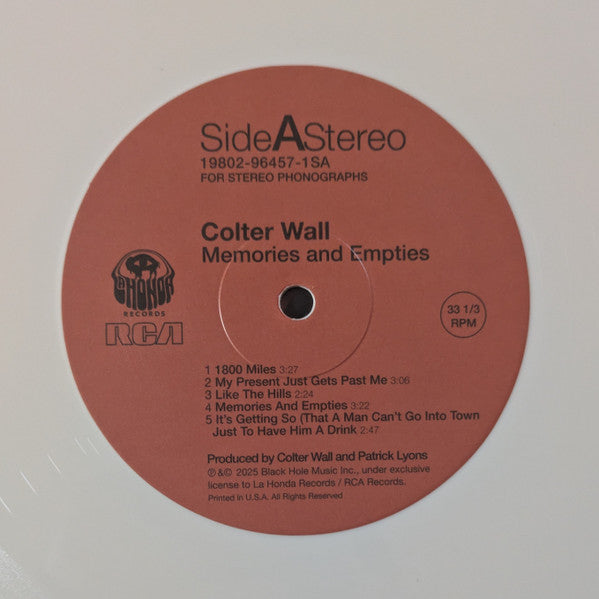 Side A Stereo
19802-96457-1SA
FOR STEREO PHONOGRAPHS
Colter Wall
Memories and Empties
LA HONDA
RECORDS
RCA
33 1/3
RPM
1 1800 Miles 3:27
2 My Present Just Gets Past Me 3:06
3 Like The Hills 2:24
4 Memories And Empties 3:22
5 It's Getting So (That A Man Can't Go Into Town
Just To Have Him A Drink 2:47
Produced by Colter Wall and Patrick Lyons
℗ & © 2025 Black Hole Music Inc., under exclusive
license to La Honda Records / RCA Records.
Printed in U.S.A. All Rights Reserved